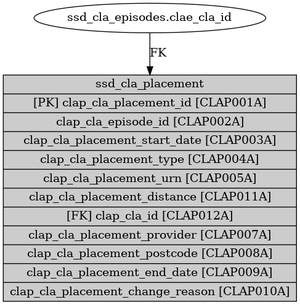 ssd_cla_episodes.clae_cla_id
FK
ssd_cla_placement
[PK] clap_cla_placement_id [CLAP001A]
clap_cla_episode_id [CLAP002A]
clap_cla_placement_start_date [CLAP003A]
clap_cla_placement_type [CLAP004A]
clap_cla_placement_urn [CLAP005A]
clap_cla_placement_distance [CLAP011A]
[FK] clap_cla_id [CLAP012A]
clap_cla_placement_provider [CLAP007A]
clap_cla_placement_postcode [CLAP008A]
clap_cla_placement_end_date [CLAP009A]
clap_cla_placement_change_reason [CLAP010A]